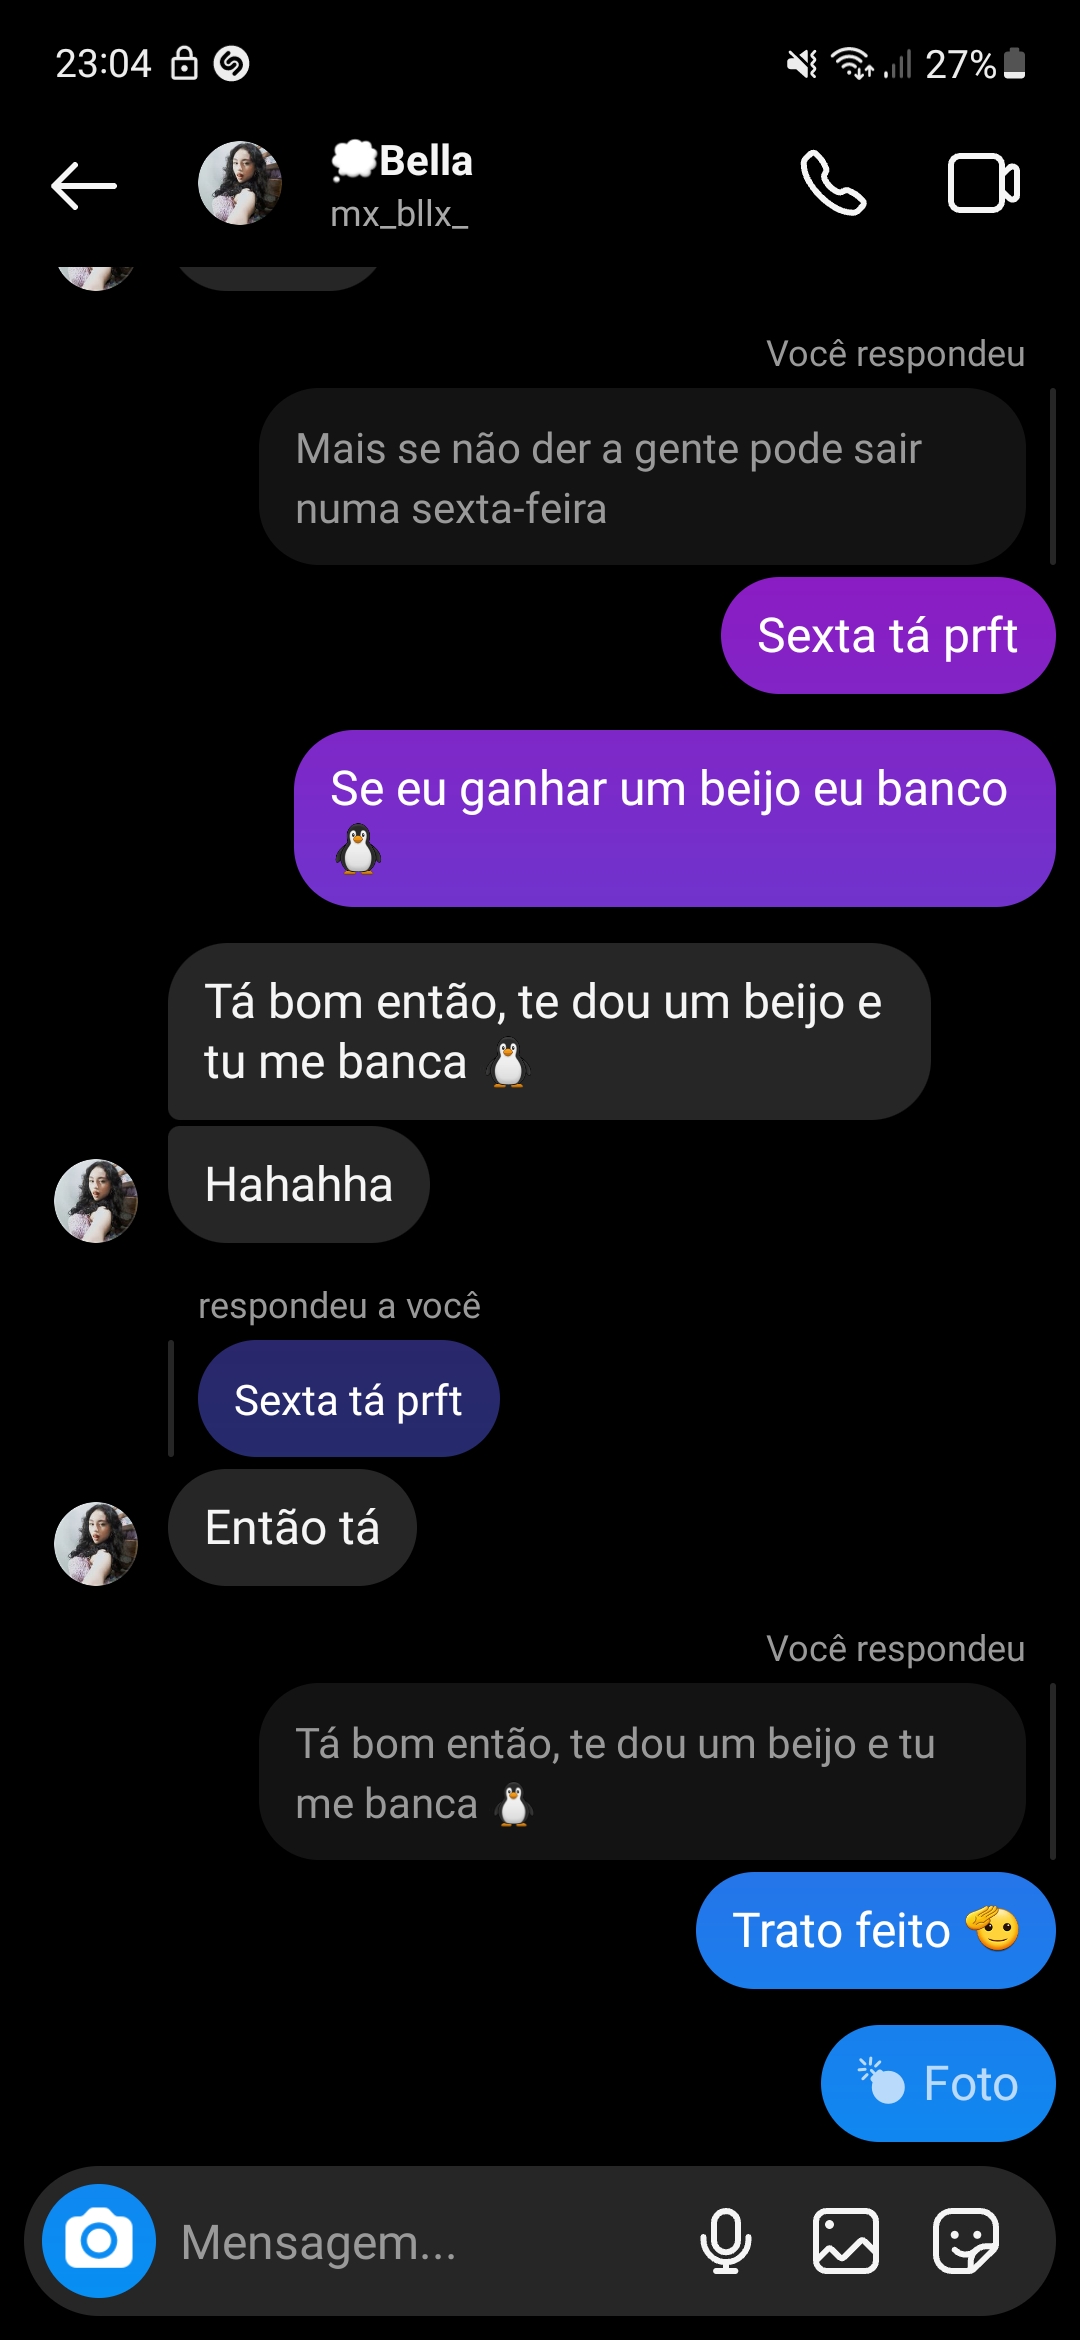 23:04
27%
💭Bella
mx_bllx_
Você respondeu
Mais se não der a gente pode sair
numa sexta-feira
Sexta tá prft
Se eu ganhar um beijo eu banco
🐧
Tá bom então, te dou um beijo e
tu me banca 🐧
Hahahha
respondeu a você
Sexta tá prft
Então tá
Você respondeu
Tá bom então, te dou um beijo e tu
me banca 🐧
Trato feito 🫡
Foto
Mensagem...